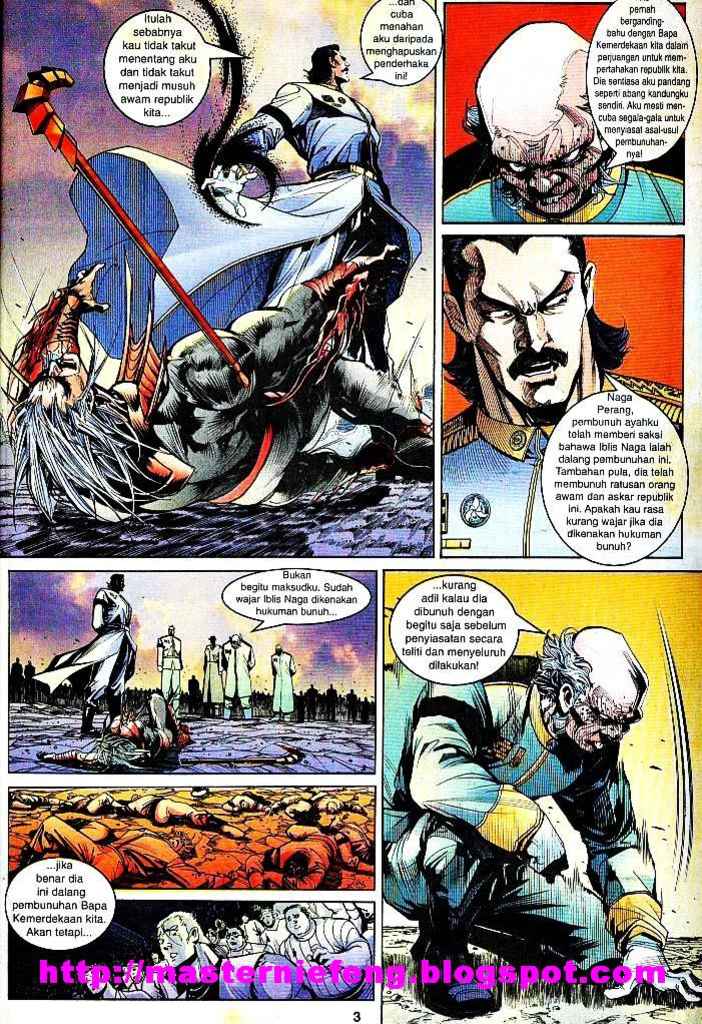 Itulah
sebabnya
kau tidak takut
menentang aku
dan tidak takut
menjadi musuh
awam republik
kita...
...dan
cuba
menahan
aku daripada
menghapuskan
penderhaka
ini!
pernah
berganding-
bahu dengan Bapa
Kemerdekaan kita dalam
perjuangan untuk mem-
pertahakan republik kita.
Dia sentiasa aku pandang
seperti abang kandungku
sendiri. Aku mesti men-
cuba segala-gala untuk
menyiasat asal-usul
pembunuhan-
nya!
Naga
Perang,
pembunuh ayahku
telah memberi saksi
bahawa Iblis Naga ialah
dalang pembunuhan ini.
Tambahan pula, dia telah
membunuh ratusan orang
awam dan askar republik
ini. Apakah kau rasa
kurang wajar jika dia
dikenakan hukuman
bunuh?
Bukan
begitu maksudku. Sudah
wajar Iblis Naga dikenakan
hukuman bunuh...
...jika
benar dia
ini dalang
pembunuhan Bapa
Kemerdekaan kita.
Akan tetapi...
...kurang
adil kalau dia
dibunuh dengan
begitu saja sebelum
penyiasatan secara
teliti dan menyeluruh
dilakukan!
http://masterniefeng.blogspot.com
3